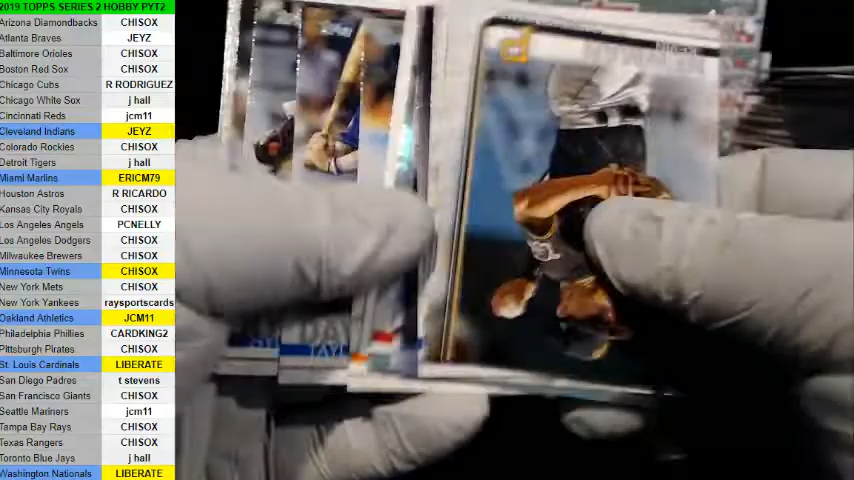 2019 TOPPS SERIES 2 HOBBY PYT2
Arizona Diamondbacks CHISOX
Atlanta Braves JEYZ
Baltimore Orioles CHISOX
Boston Red Sox CHISOX
Chicago Cubs R RODRIGUEZ
Chicago White Sox j hall
Cincinnati Reds jcm11
Cleveland Indians JEYZ
Colorado Rockies CHISOX
Detroit Tigers j hall
Miami Marlins ERICM79
Houston Astros R RICARDO
Kansas City Royals CHISOX
Los Angeles Angels PCNELLY
Los Angeles Dodgers CHISOX
Milwaukee Brewers CHISOX
Minnesota Twins CHISOX
New York Mets CHISOX
New York Yankees raysportscards
Oakland Athletics JCM11
Philadelphia Phillies CARDKING2
Pittsburgh Pirates CHISOX
St. Louis Cardinals LIBERATE
San Diego Padres t stevens
San Francisco Giants CHISOX
Seattle Mariners jcm11
Tampa Bay Rays CHISOX
Texas Rangers CHISOX
Toronto Blue Jays j hall
Washington Nationals LIBERATE